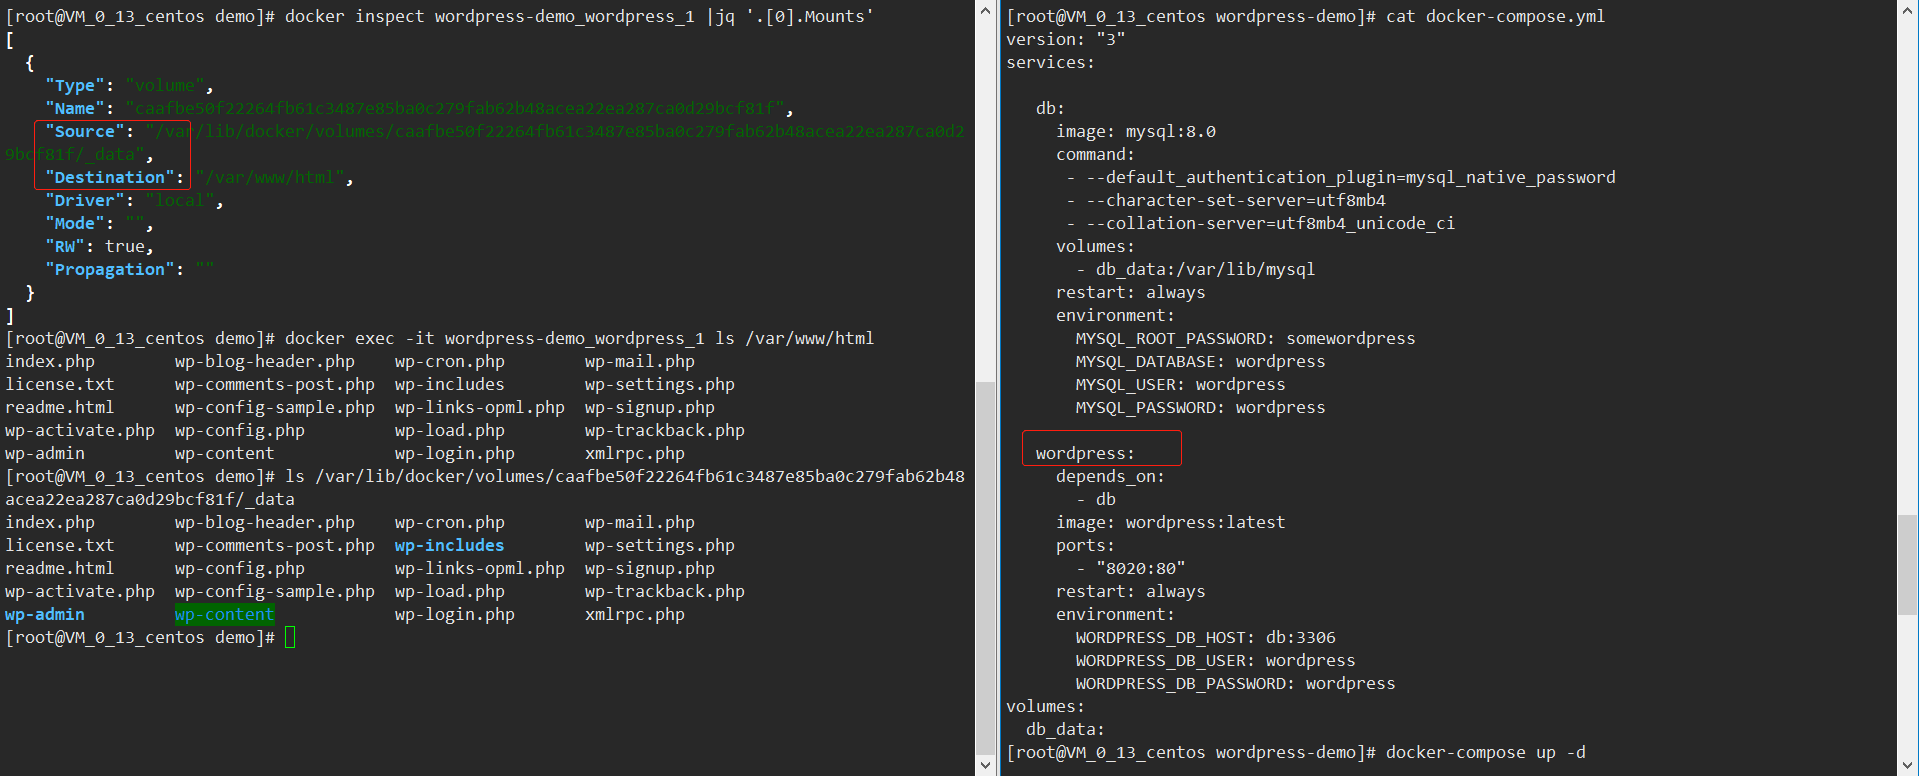 [root@VM_0_13_centos demo]# docker inspect wordpress-demo_wordpress_1 |jq '.[0].Mounts'
[
  {
    "Type": "volume",
    "Name": "caafbe50f22264fb61c3487e85ba0c279fab62b48acea22ea287ca0d29bcf81f",
    "Source": "/var/lib/docker/volumes/caafbe50f22264fb61c3487e85ba0c279fab62b48acea22ea287ca0d2
9bcf81f/_data",
    "Destination": "/var/www/html",
    "Driver": "local",
    "Mode": "",
    "RW": true,
    "Propagation": ""
  }
]
[root@VM_0_13_centos demo]# docker exec -it wordpress-demo_wordpress_1 ls /var/www/html
index.php        wp-blog-header.php    wp-cron.php       wp-mail.php
license.txt      wp-comments-post.php  wp-includes       wp-settings.php
readme.html      wp-config-sample.php  wp-links-opml.php  wp-signup.php
wp-activate.php  wp-config.php         wp-load.php       wp-trackback.php
wp-admin         wp-content            wp-login.php      xmlrpc.php
[root@VM_0_13_centos demo]# ls /var/lib/docker/volumes/caafbe50f22264fb61c3487e85ba0c279fab62b48
acea22ea287ca0d29bcf81f/_data
index.php        wp-blog-header.php    wp-cron.php       wp-mail.php
license.txt      wp-comments-post.php  wp-includes       wp-settings.php
readme.html      wp-config.php         wp-links-opml.php  wp-signup.php
wp-activate.php  wp-config-sample.php  wp-load.php       wp-trackback.php
wp-admin         wp-content            wp-login.php      xmlrpc.php
[root@VM_0_13_centos demo]#
[root@VM_0_13_centos wordpress-demo]# cat docker-compose.yml
version: "3"
services:
   db:
     image: mysql:8.0
     command:
      - --default_authentication_plugin=mysql_native_password
      - --character-set-server=utf8mb4
      - --collation-server=utf8mb4_unicode_ci
     volumes:
       - db_data:/var/lib/mysql
     restart: always
     environment:
       MYSQL_ROOT_PASSWORD: somewordpress
       MYSQL_DATABASE: wordpress
       MYSQL_USER: wordpress
       MYSQL_PASSWORD: wordpress
   wordpress:
     depends_on:
       - db
     image: wordpress:latest
     ports:
       - "8020:80"
     restart: always
     environment:
       WORDPRESS_DB_HOST: db:3306
       WORDPRESS_DB_USER: wordpress
       WORDPRESS_DB_PASSWORD: wordpress
volumes:
  db_data:
[root@VM_0_13_centos wordpress-demo]# docker-compose up -d